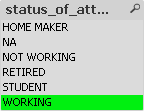 status_of_att...
HOME MAKER
NA
NOT WORKING
RETIRED
STUDENT
WORKING